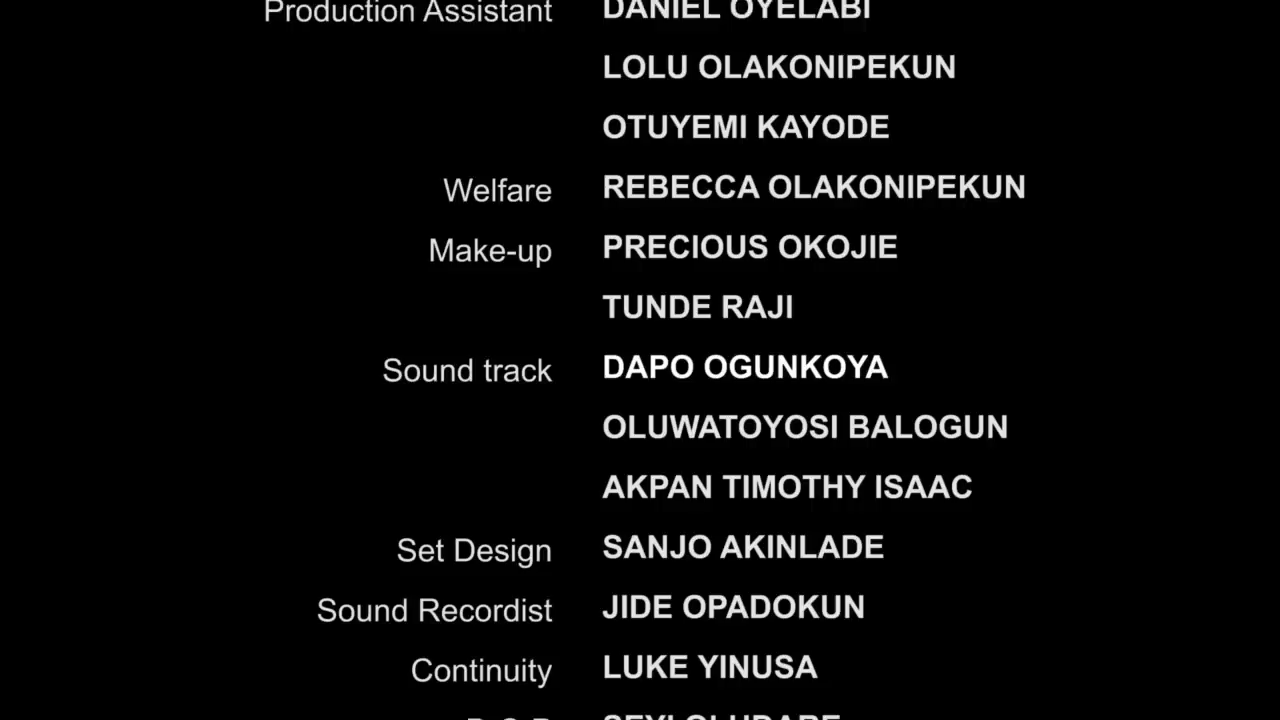 Production Assistant DANIEL OYELABI
LOLU OLAKONIPEKUN
OTUYEMI KAYODE
Welfare REBECCA OLAKONIPEKUN
Make-up PRECIOUS OKOJIE
TUNDE RAJI
Sound track DAPO OGUNKOYA
OLUWATOYOSI BALOGUN
AKPAN TIMOTHY ISAAC
Set Design SANJO AKINLADE
Sound Recordist JIDE OPADOKUN
Continuity LUKE YINUSA